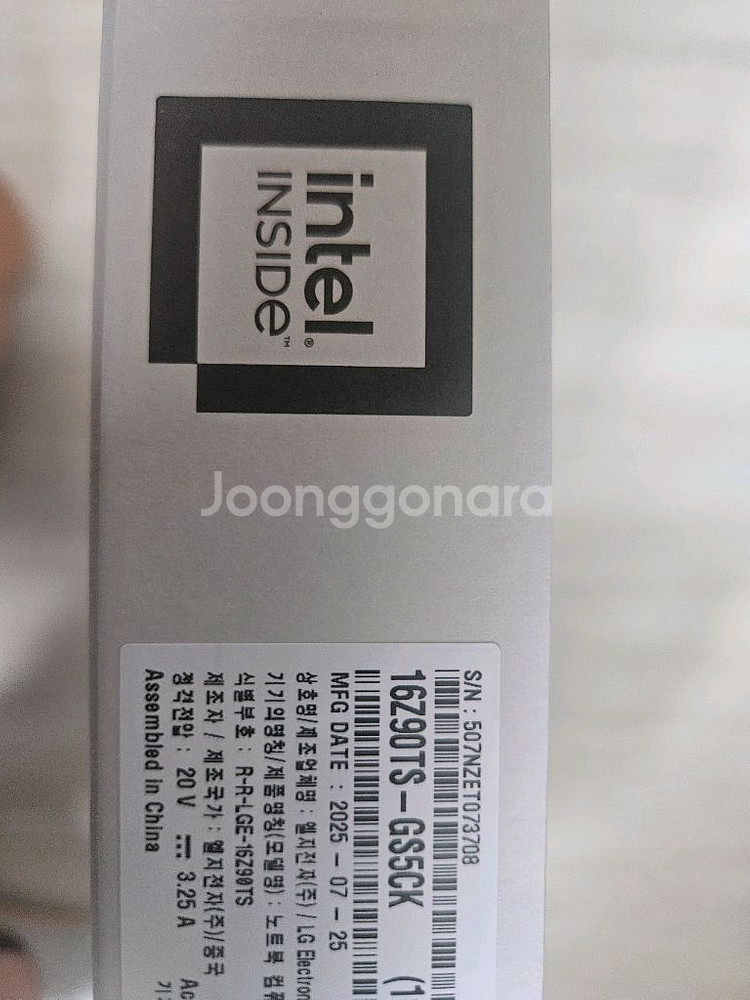 intel®
INSIDE™
Joonggonara
S/N : 507NZET073708
16Z90TS-GS5CK (1
MFG DATE : 2025 - 07 - 25
상호명/제조업체명 : 엘지전자(주) / LG Electron
기기의명칭/제품명칭(모델명) : 노트북 컴퓨
식별부호 : R-R-LGE-16Z90TS
제조자 / 제조국가 : 엘지전자(주)/중국
정격전압 : 20 V ⎓ 3.25 A
Assembled in China